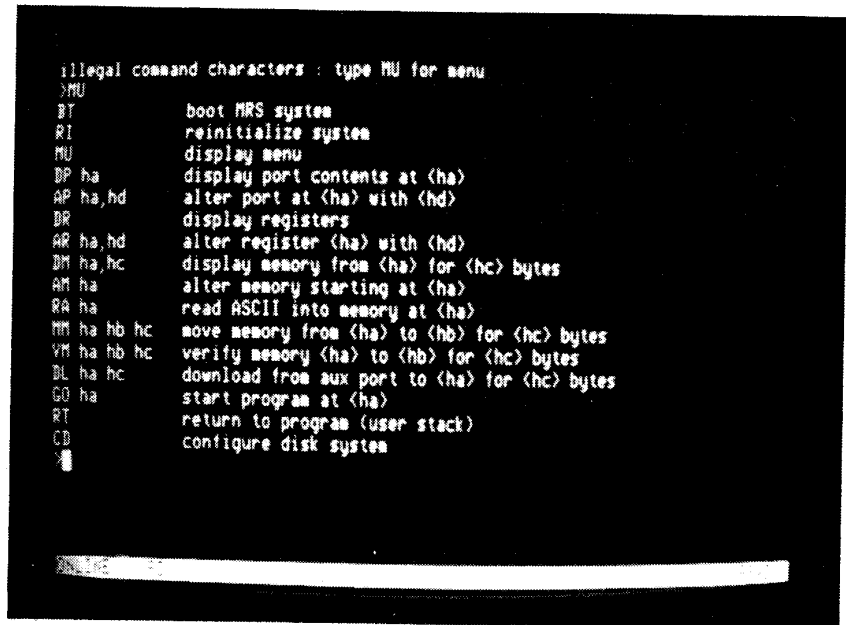 illegal command characters : type MU for menu
>MU
BT boot MRS system
RI reinitialize system
MU display menu
DP ha display port contents at <ha>
AP ha,hd alter port at <ha> with <hd>
DR display registers
AR ha,hd alter register <ha> with <hd>
DM ha,hc display memory from <ha> for <hc> bytes
AM ha alter memory starting at <ha>
RA ha read ASCII into memory at <ha>
MM ha hb hc move memory from <ha> to <hb> for <hc> bytes
VM ha hb hc verify memory <ha> to <hb> for <hc> bytes
DL ha hc download from aux port to <ha> for <hc> bytes
GO ha start program at <ha>
RT return to program (user stack)
CD configure disk system
>
ONLINE